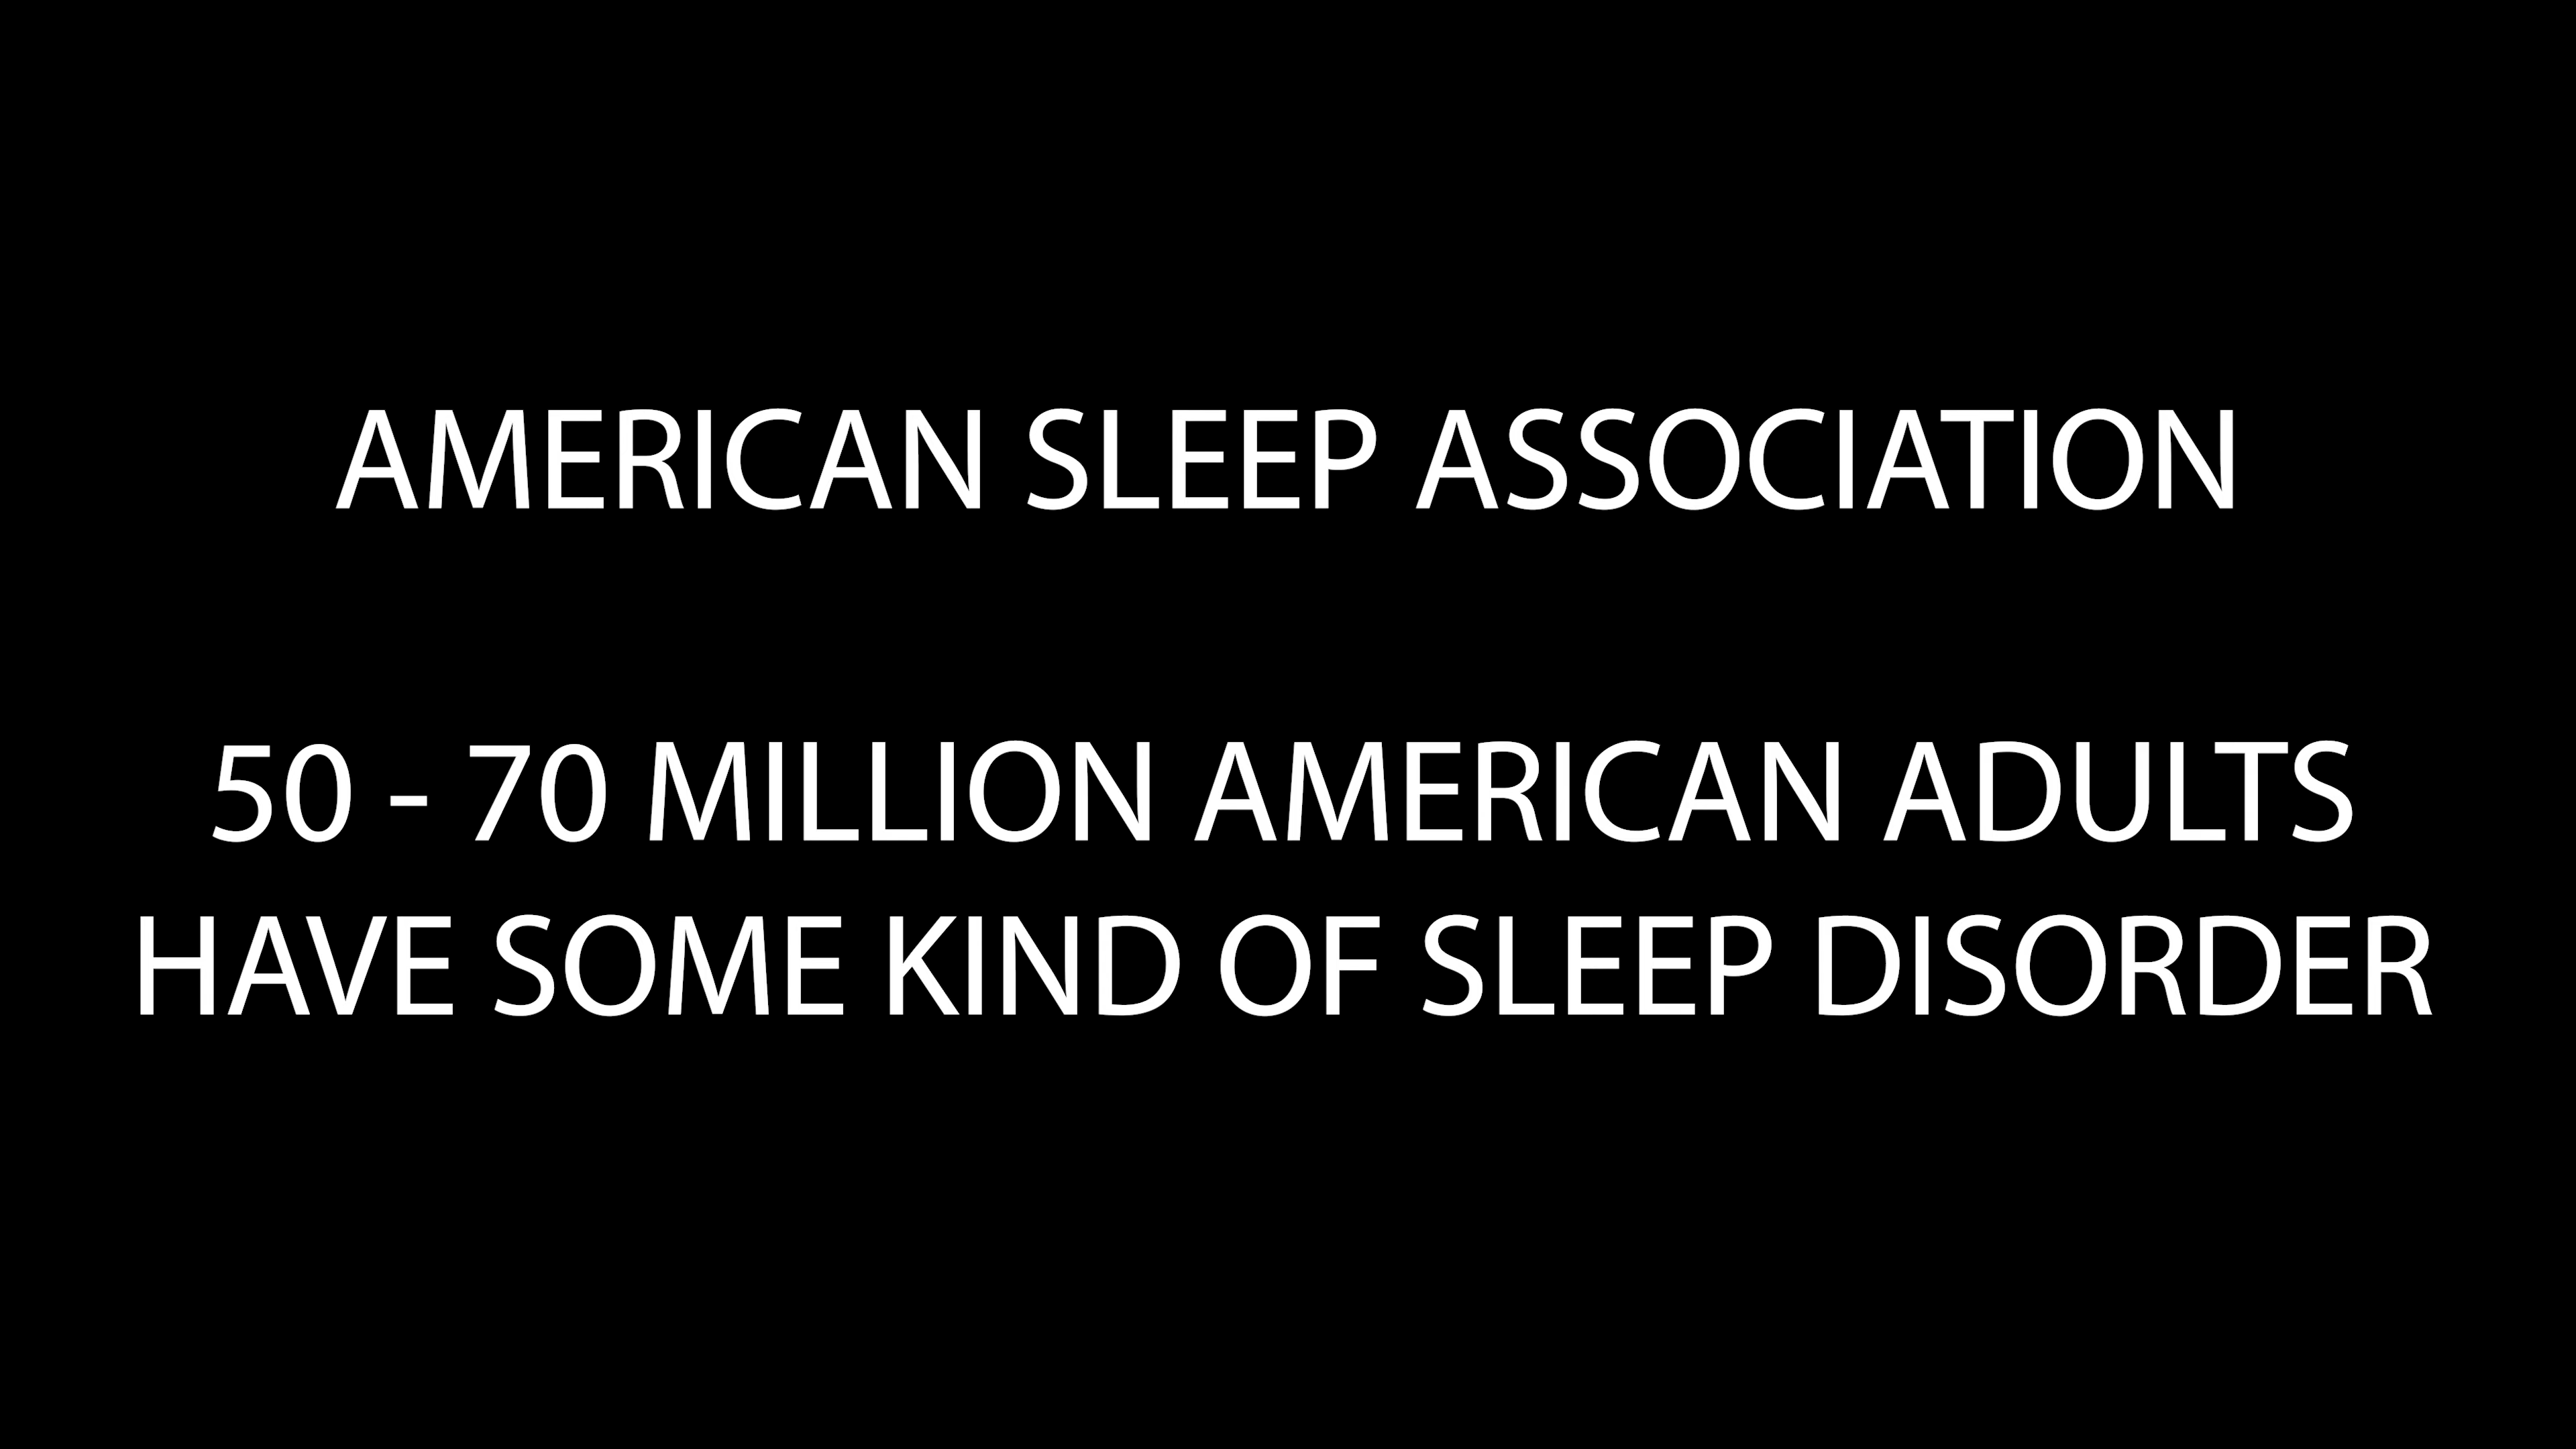 AMERICAN SLEEP ASSOCIATION
50 - 70 MILLION AMERICAN ADULTS
HAVE SOME KIND OF SLEEP DISORDER